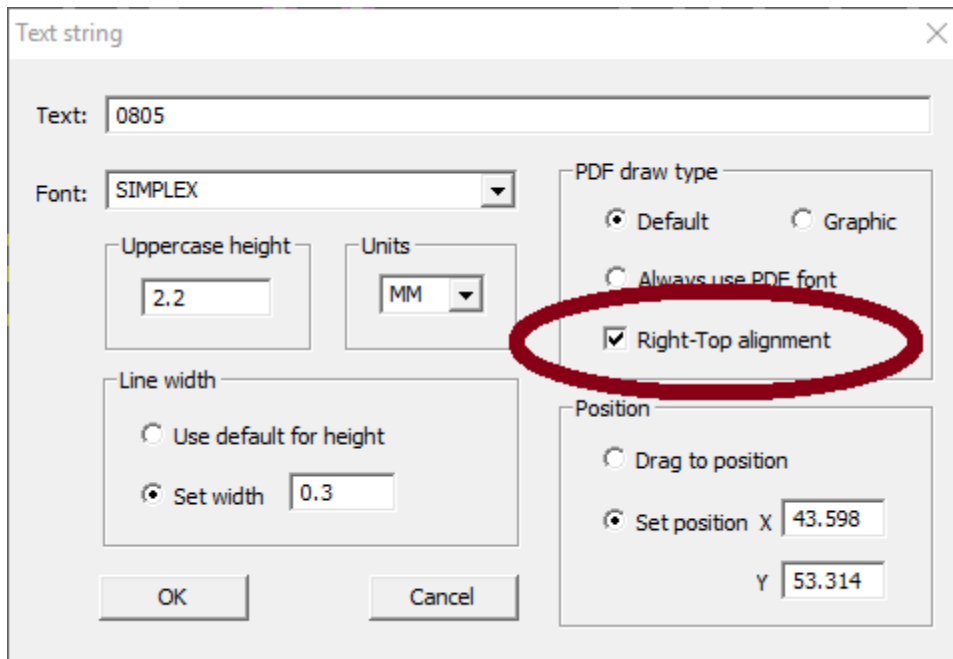 Text string
Text: 0805
Font: SIMPLEX
PDF draw type
Default Graphic
Always use PDF font
Right-Top alignment
Uppercase height
2.2
Units
MM
Line width
Use default for height
Set width 0.3
Position
Drag to position
Set position X 43.598
Y 53.314
OK Cancel